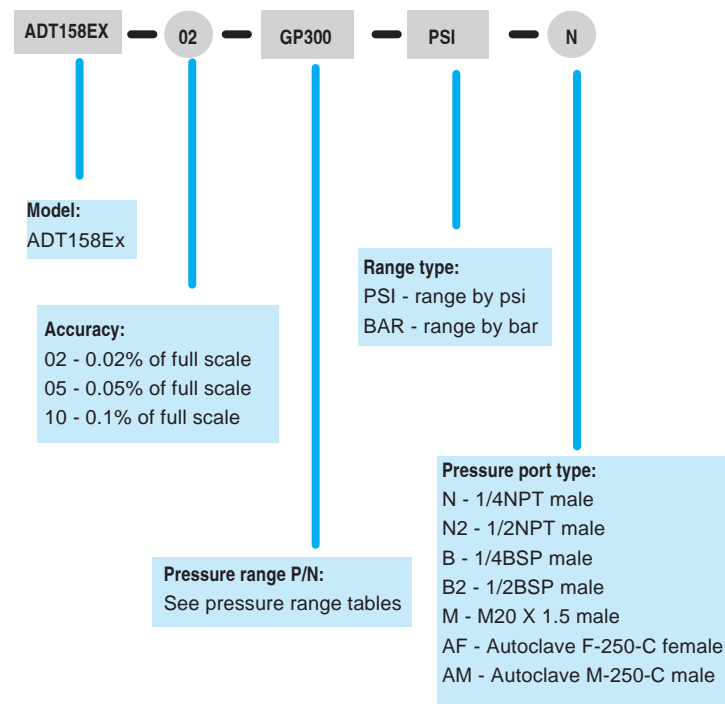 ADT158EX 02 GP300 PSI N
Model:
ADT158Ex
Accuracy:
02 - 0.02% of full scale
05 - 0.05% of full scale
10 - 0.1% of full scale
Pressure range P/N:
See pressure range tables
Range type:
PSI - range by psi
BAR - range by bar
Pressure port type:
N - 1/4NPT male
N2 - 1/2NPT male
B - 1/4BSP male
B2 - 1/2BSP male
M - M20 X 1.5 male
AF - Autoclave F-250-C female
AM - Autoclave M-250-C male